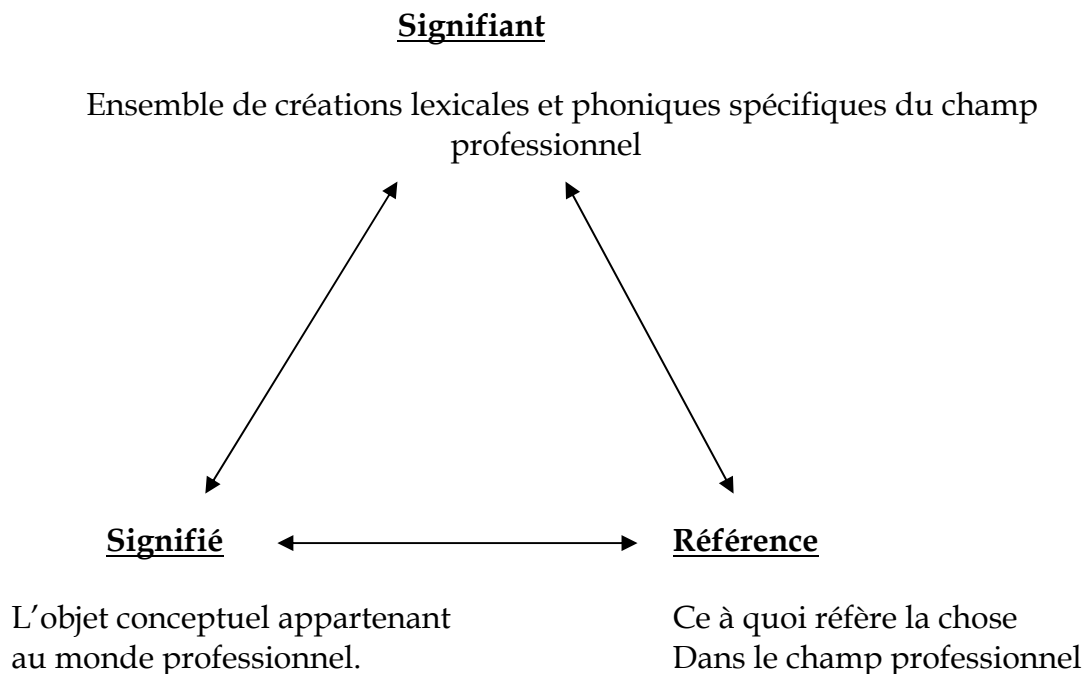 Signifiant
Ensemble de créations lexicales et phoniques spécifiques du champ
professionnel
Signifié
Référence
L'objet conceptuel appartenant
au monde professionnel.
Ce à quoi réfère la chose
Dans le champ professionnel